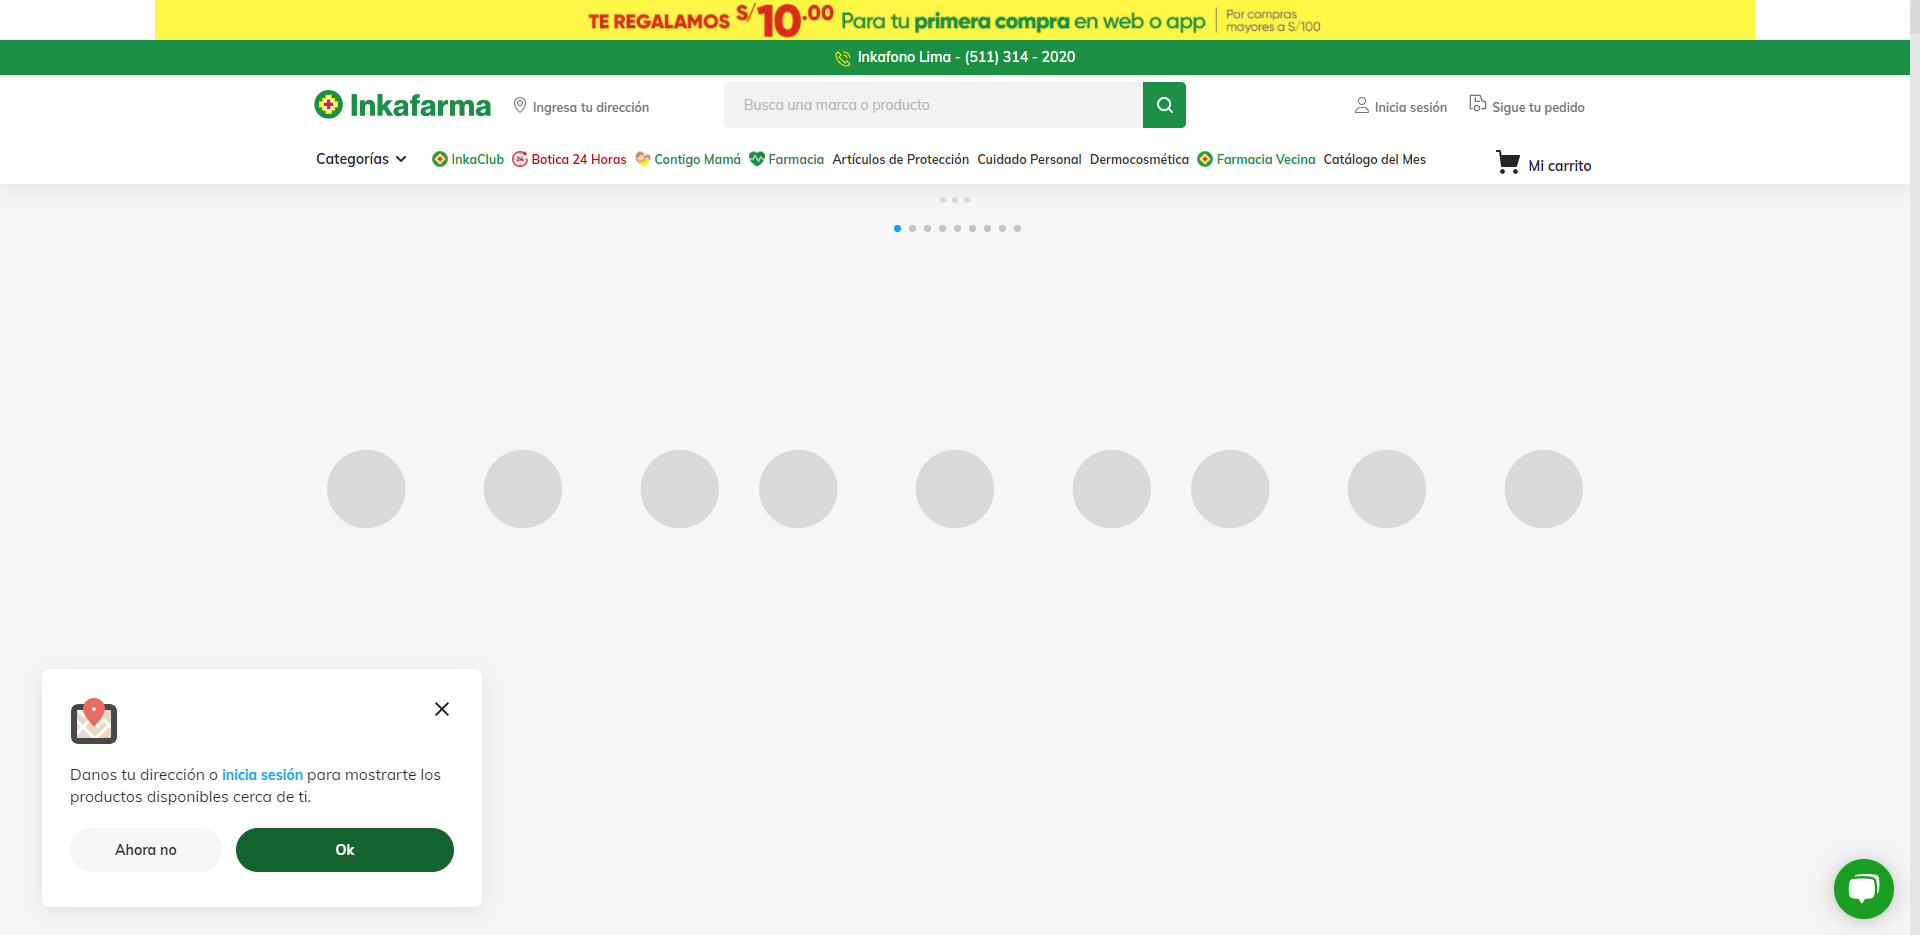 TE REGALAMOS S/10.00 Para tu primera compra en web o app
Por compras
mayores a S/100
Inkafono Lima - (511) 314 - 2020
Inkafarma
Ingresa tu dirección
Busca una marca o producto
Inicia sesión
Sigue tu pedido
Categorías
InkaClub
24
Botica 24 Horas
Contigo Mamá
Farmacia
Artículos de Protección
Cuidado Personal
Dermocosmética
Farmacia Vecina
Catálogo del Mes
Mi carrito
Danos tu dirección o inicia sesión para mostrarte los
productos disponibles cerca de ti.
Ahora no
Ok